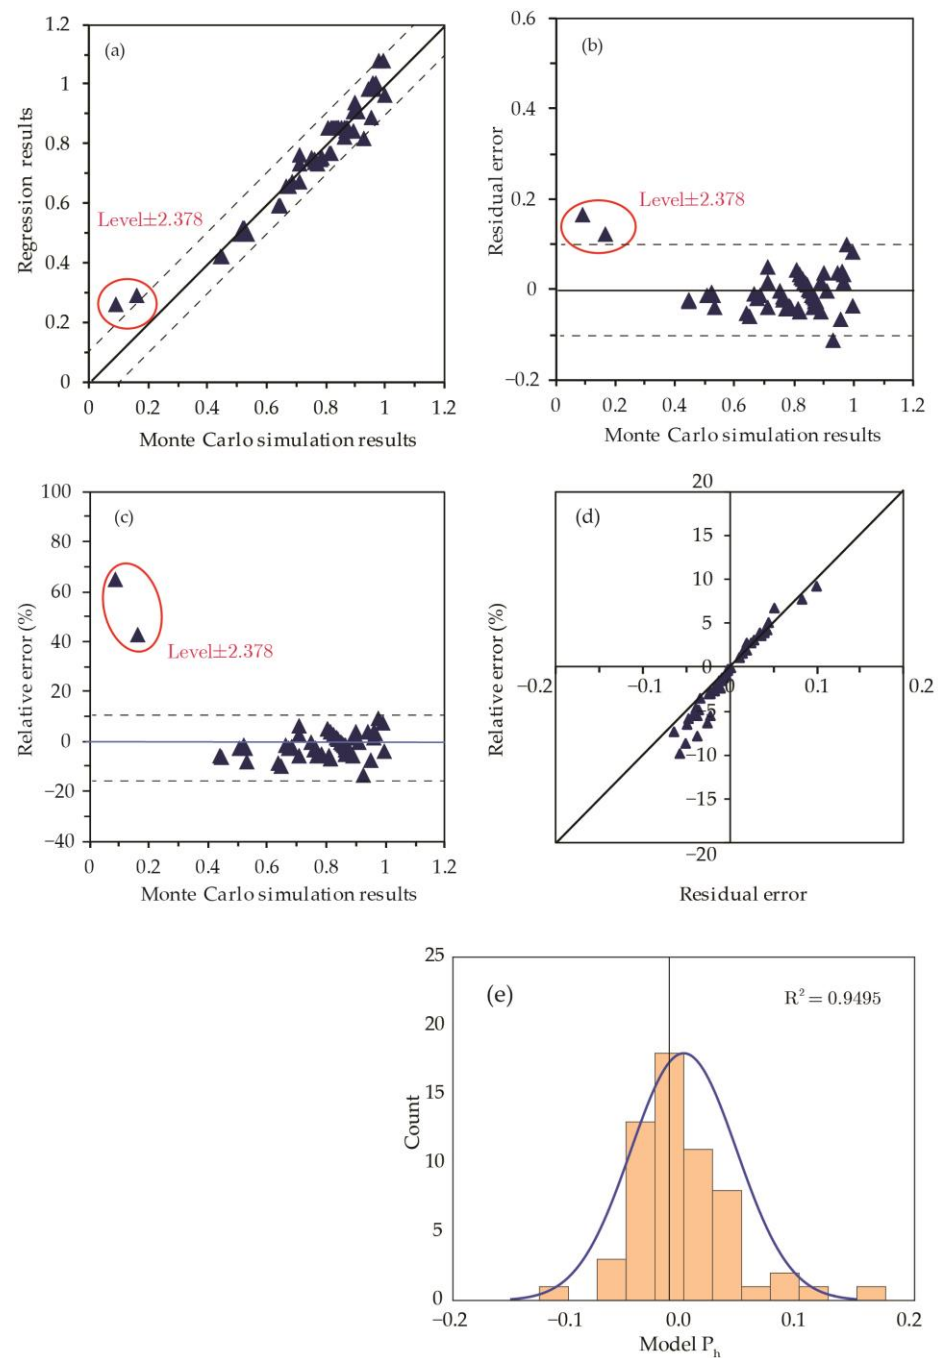 (a)
Regression results
1.2
1
0.8
0.6
0.4
0.2
0
Level±2.378
0 0.2 0.4 0.6 0.8 1 1.2
Monte Carlo simulation results
(b)
Residual error
0.6
0.4
0.2
0
−0.2
Level±2.378
0 0.2 0.4 0.6 0.8 1 1.2
Monte Carlo simulation results
(c)
Relative error (%)
100
80
60
40
20
0
−20
−40
Level±2.378
0 0.2 0.4 0.6 0.8 1 1.2
Monte Carlo simulation results
(d)
Relative error (%)
20
15
10
5
0
−5
−10
−15
−20
−0.2 −0.1 0 0.1 0.2
Residual error
(e)
R² = 0.9495
Count
25
20
15
10
5
0
−0.2 −0.1 0.0 0.1 0.2
Model Pₕ